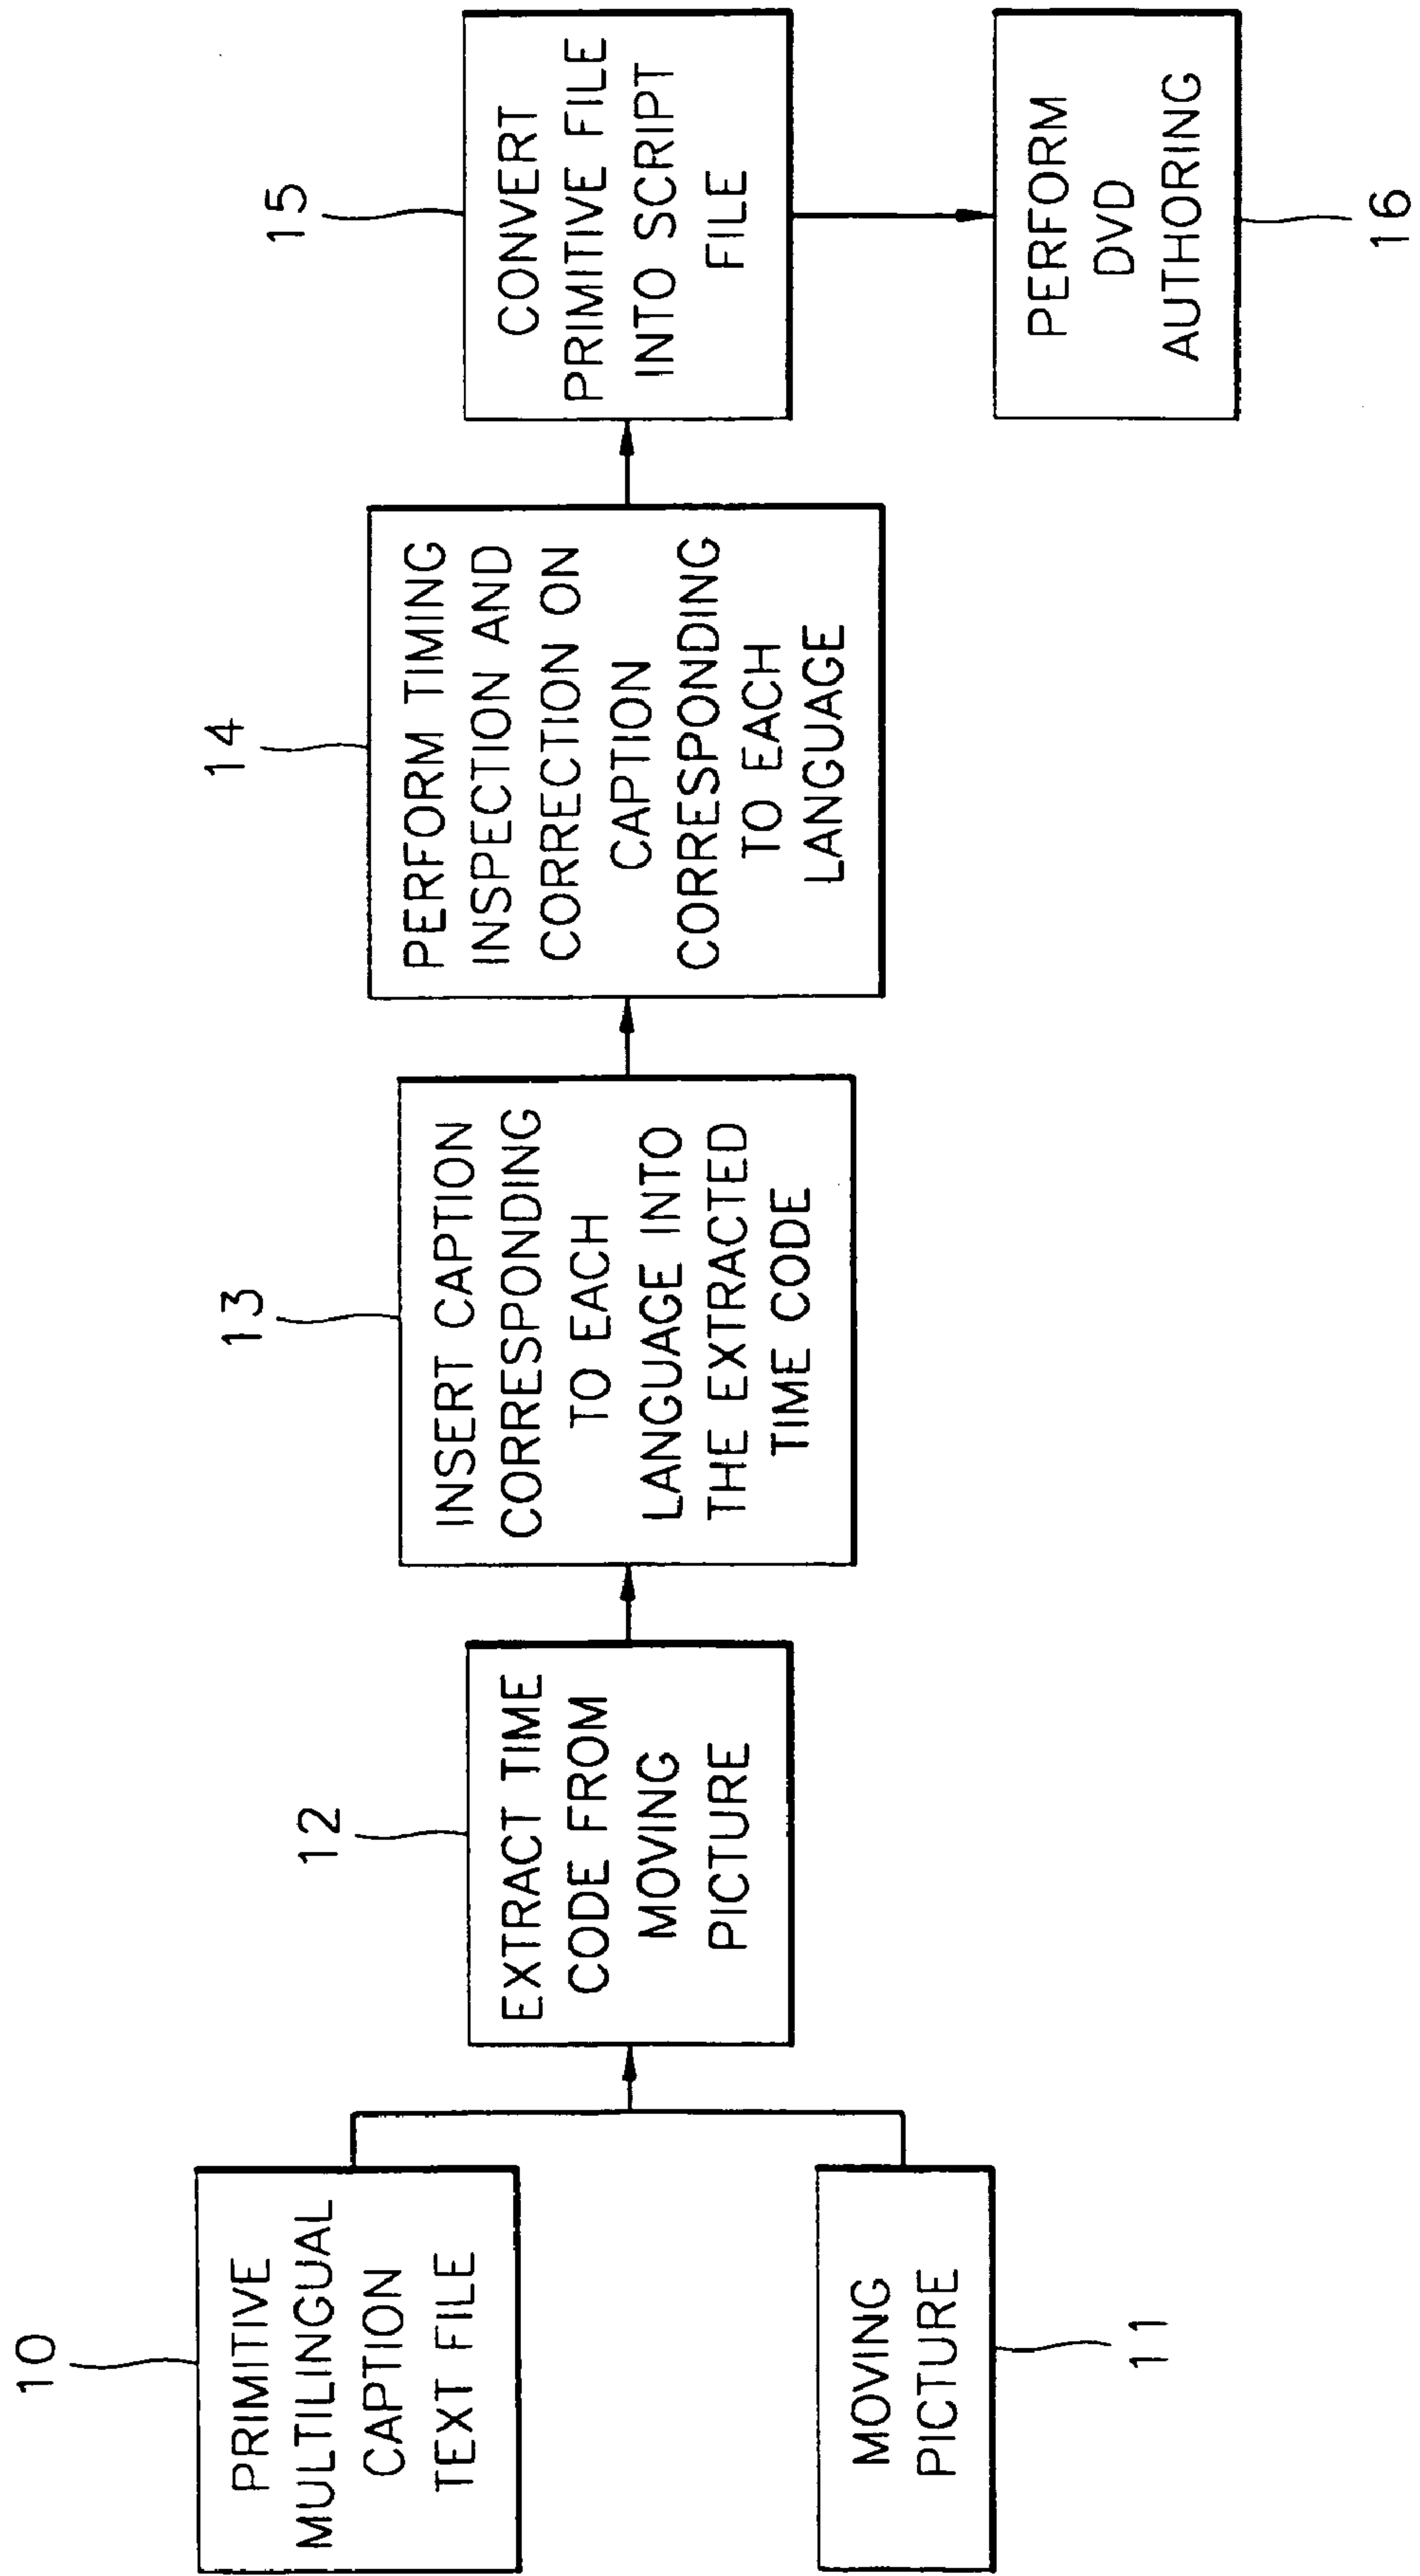 10
PRIMITIVE
MULTILINGUAL
CAPTION
TEXT FILE
MOVING
PICTURE
11
12
EXTRACT TIME
CODE FROM
MOVING
PICTURE
13
INSERT CAPTION
CORRESPONDING
TO EACH
LANGUAGE INTO
THE EXTRACTED
TIME CODE
14
PERFORM TIMING
INSPECTION AND
CORRECTION ON
CAPTION
CORRESPONDING
TO EACH
LANGUAGE
15
CONVERT
PRIMITIVE FILE
INTO SCRIPT
FILE
PERFORM
DVD
AUTHORING
16